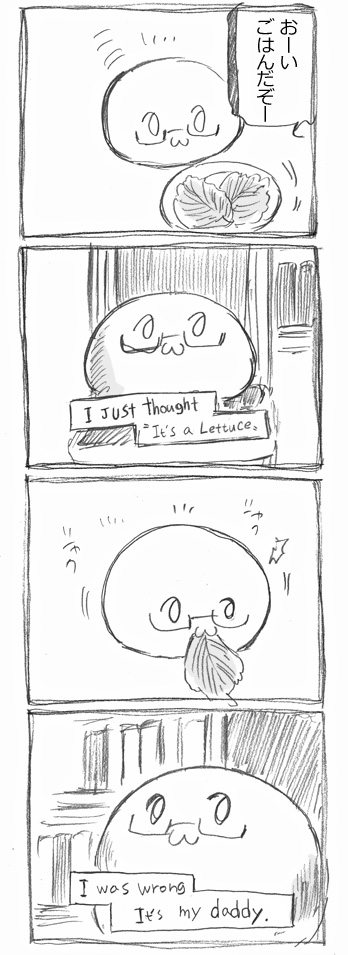 おーい
ごはんだぞー
I Just thought
“It's a Lettuce„
I was wrong
It's my daddy.